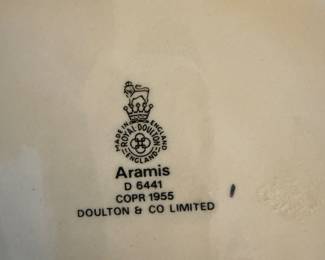 MADE IN ENGLAND
ROYAL DOULTON
ENGLAND
Aramis
D 6441
COPR 1955
DOULTON & CO LIMITED